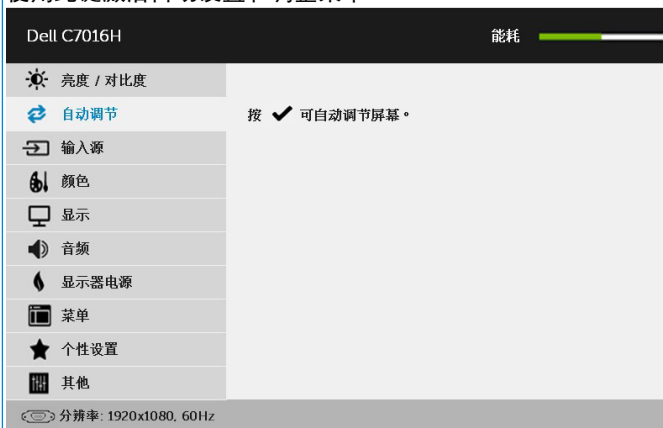 Dell C7016H
能耗
亮度 / 对比度
自动调节
按 ✔ 可自动调节屏幕。
输入源
颜色
显示
音频
显示器电源
菜单
个性设置
其他
分辨率: 1920x1080, 60Hz